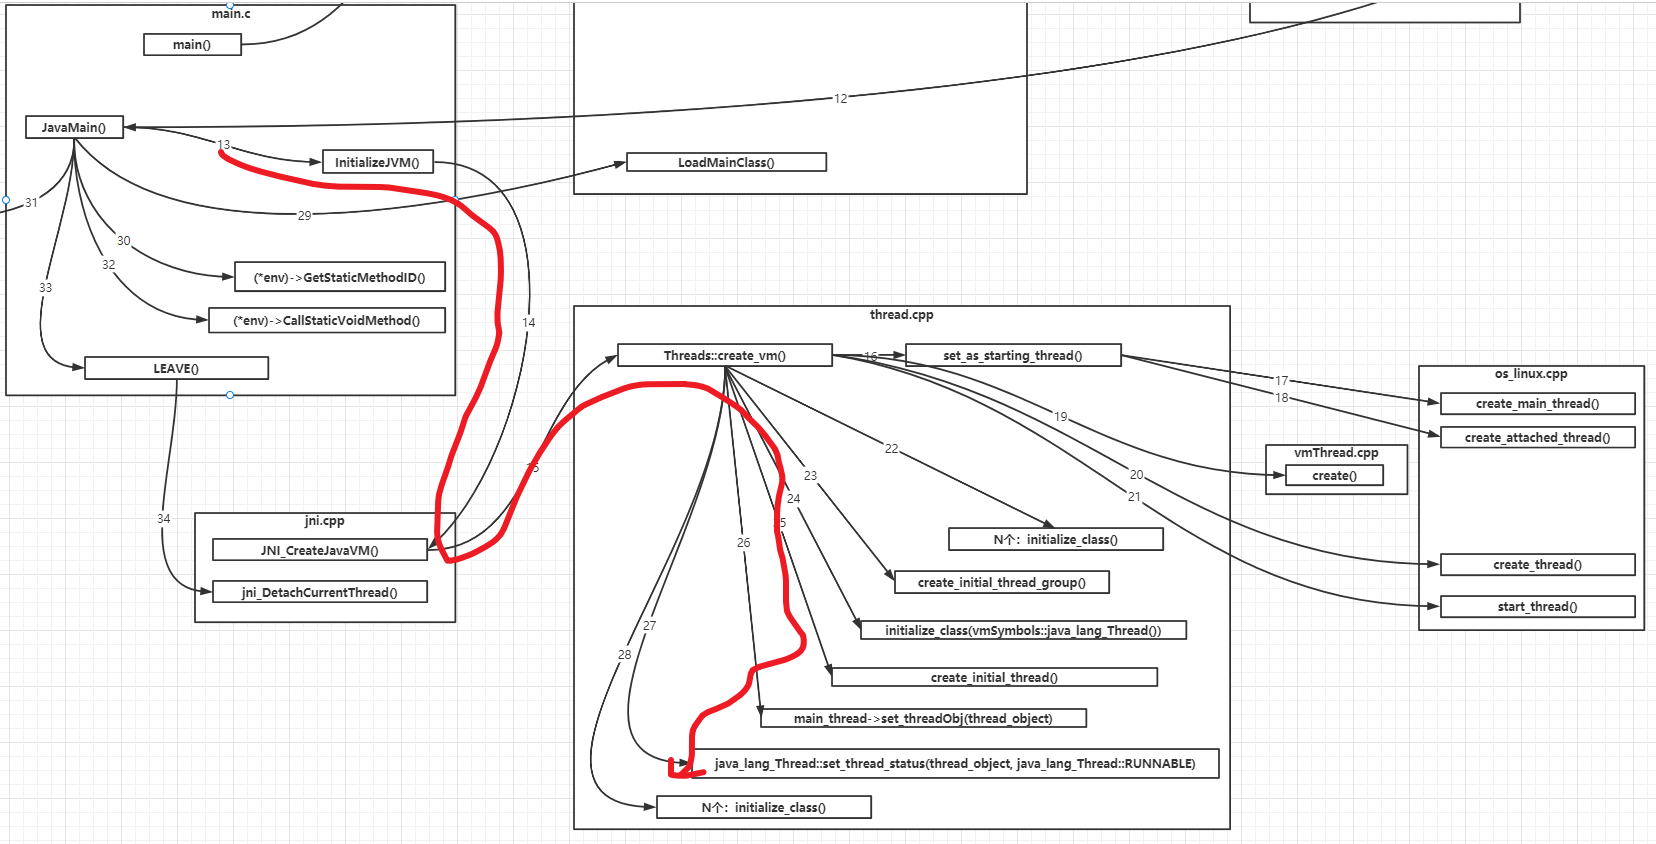 main.c
main()
12
JavaMain()
13
InitializeJVM()
LoadMainClass()
31
29
30
32
(*env)->GetStaticMethodID()
33
(*env)->CallStaticVoidMethod()
14
thread.cpp
Threads::create_vm()
16
set_as_starting_thread()
LEAVE()
17
18
os_linux.cpp
create_main_thread()
create_attached_thread()
19
22
vmThread.cpp
create()
20
21
23
24
15
34
jni.cpp
JNI_CreateJavaVM()
26
N个：initialize_class()
create_thread()
create_initial_thread_group()
jni_DetachCurrentThread()
start_thread()
27
initialize_class(vmSymbols::java_lang_Thread())
28
create_initial_thread()
main_thread->set_threadObj(thread_object)
java_lang_Thread::set_thread_status(thread_object, java_lang_Thread::RUNNABLE)
N个：initialize_class()